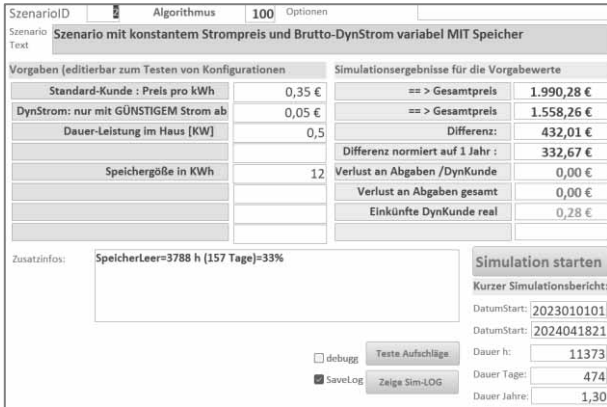 SzenarioID 2 Algorithmus 100 Optionen
Szenario Text Szenario mit konstantem Strompreis und Brutto-DynStrom variabel MIT Speicher
Vorgaben (editierbar zum Testen von Konfigurationen
Standard-Kunde : Preis pro kWh 0,35 €
DynStrom: nur mit GÜNSTIGEM Strom ab 0,05 €
Dauer-Leistung im Haus [KW] 0,5
Speichergöße in KWh 12
Simulationsergebnisse für die Vorgabewerte
== > Gesamtpreis 1.990,28 €
== > Gesamtpreis 1.558,26 €
Differenz: 432,01 €
Differenz normiert auf 1 Jahr : 332,67 €
Verlust an Abgaben /DynKunde 0,00 €
Verlust an Abgaben gesamt 0,00 €
Einkünfte DynKunde real 0,28 €
Zusatzinfos: SpeicherLeer=3788 h (157 Tage)=33%
debugg Teste Aufschläge
SaveLog Zeige Sim-LOG
Simulation starten
Kurzer Simulationsbericht:
DatumStart: 2023010101
DatumStart: 2024041821
Dauer h: 11373
Dauer Tage: 474
Dauer Jahre: 1,30